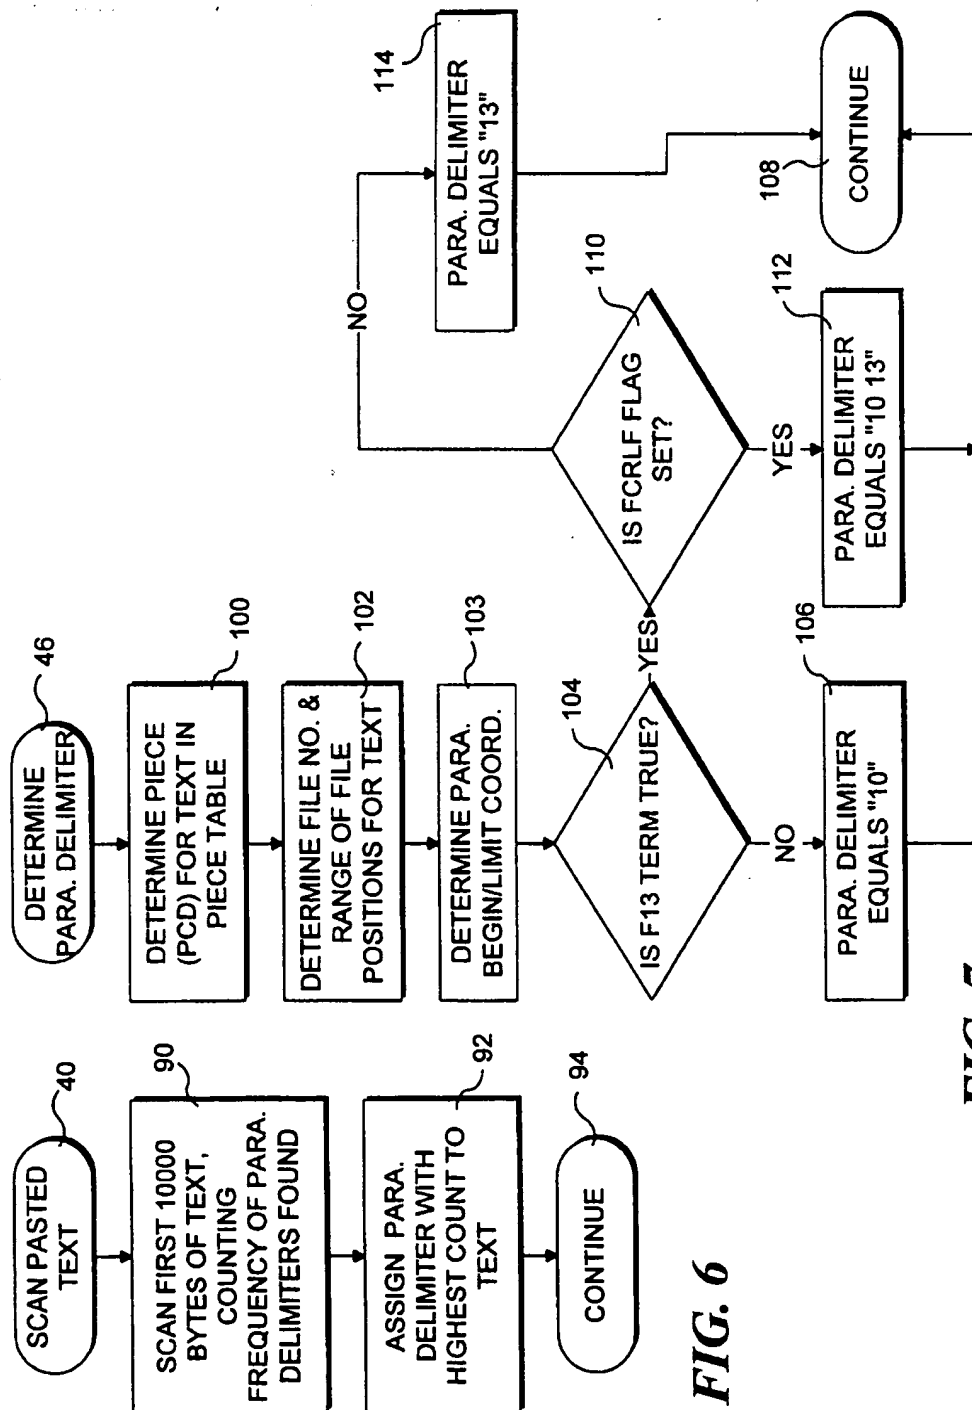 SCAN PASTED
TEXT
40
SCAN FIRST 10000
BYTES OF TEXT,
COUNTING
FREQUENCY OF PARA.
DELIMITERS FOUND
90
ASSIGN PARA.
DELIMITER WITH
HIGHEST COUNT TO
TEXT
92
CONTINUE
94
FIG. 6
DETERMINE
PARA. DELIMITER
46
DETERMINE PIECE
(PCD) FOR TEXT IN
PIECE TABLE
100
DETERMINE FILE NO. &
RANGE OF FILE
POSITIONS FOR TEXT
102
DETERMINE PARA.
BEGIN/LIMIT COORD.
103
IS F13 TERM TRUE?
104
YES
NO
PARA. DELIMITER
EQUALS "10"
106
IS FCRLF FLAG
SET?
110
NO
YES
PARA. DELIMITER
EQUALS "10 13"
112
PARA. DELIMITER
EQUALS "13"
114
CONTINUE
108